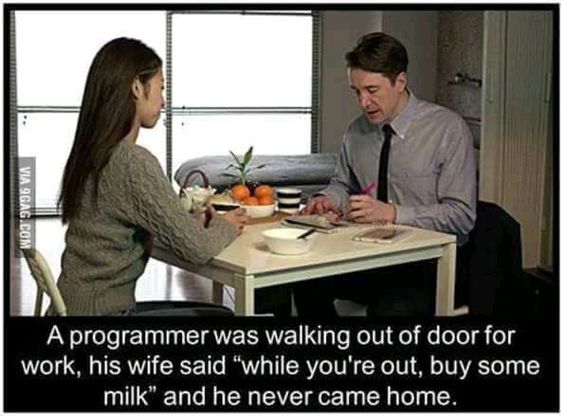 VIA 9GAG.COM
A programmer was walking out of door for
work, his wife said “while you're out, buy some
milk” and he never came home.